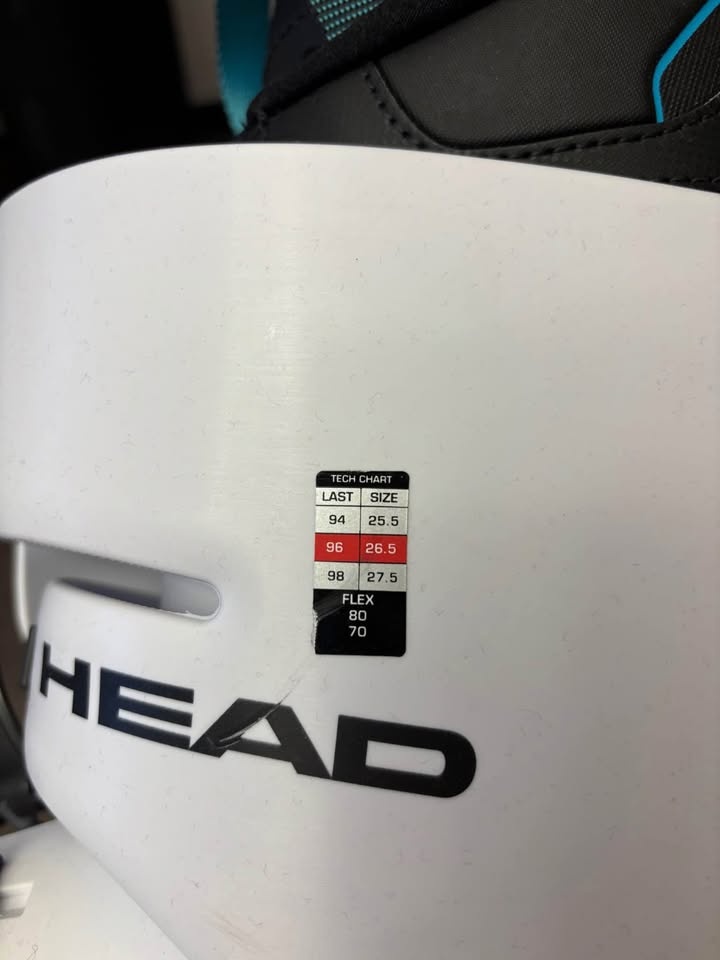 TECH CHART
LAST SIZE
94 25.5
96 26.5
98 27.5
FLEX
80
70
HEAD